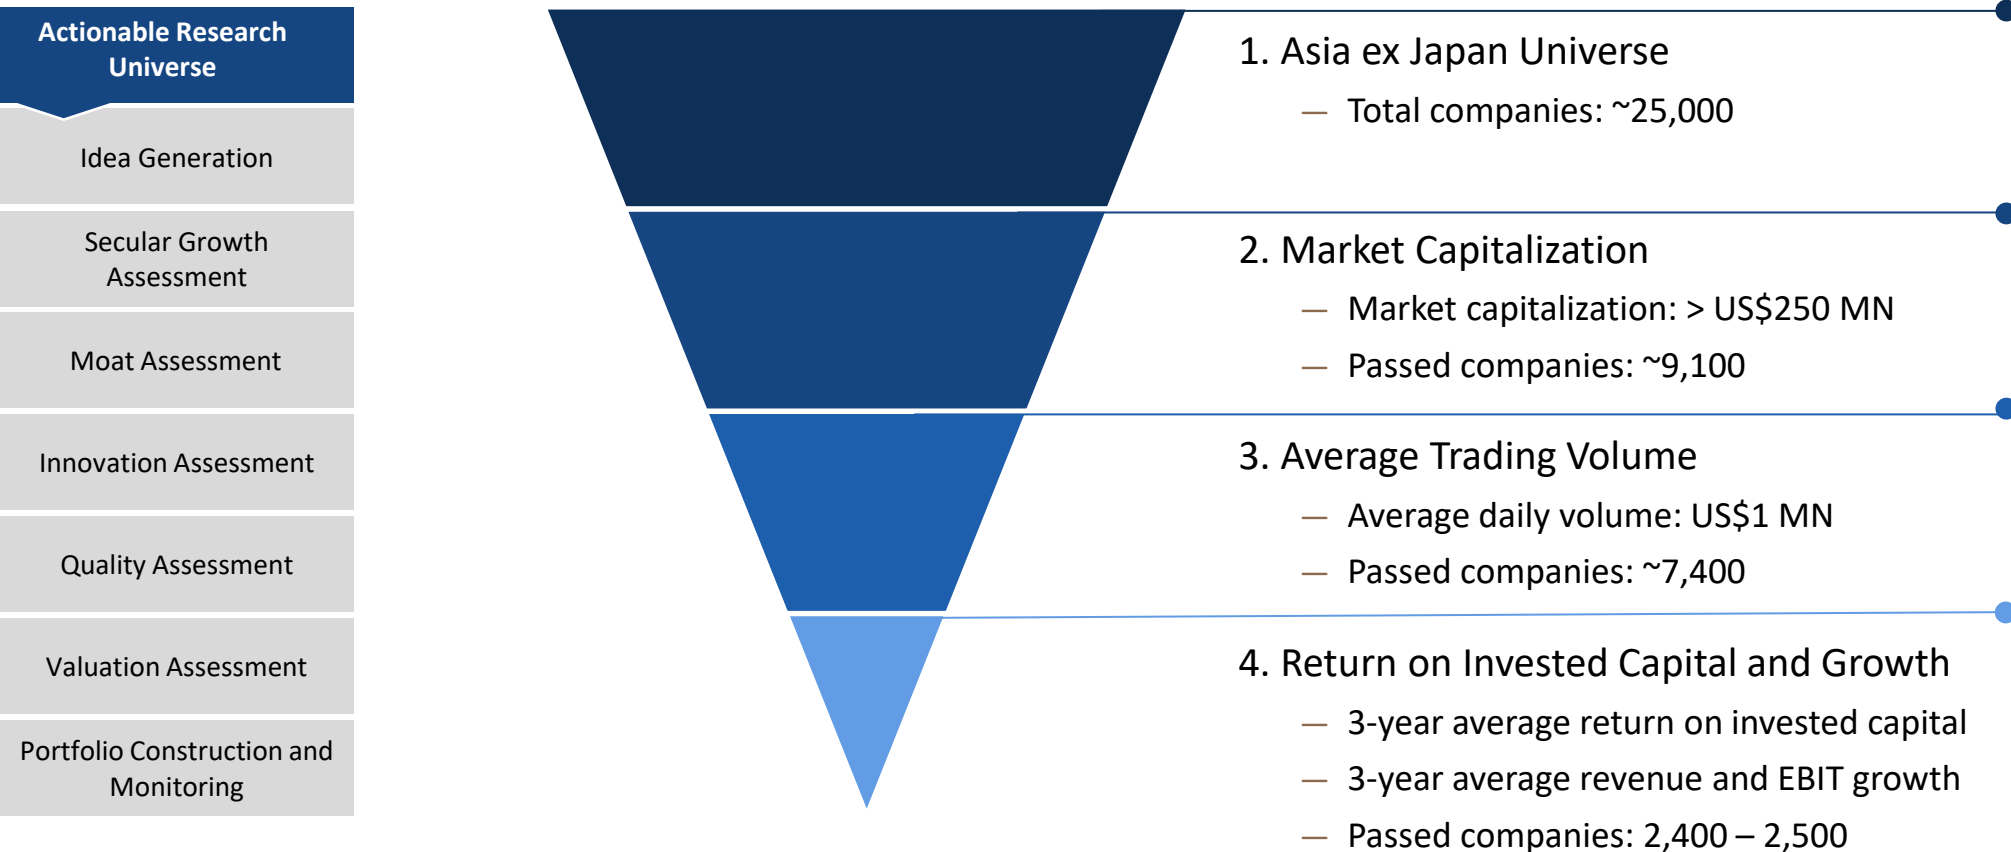 Actionable Research
Universe
Idea Generation
Secular Growth
Assessment
Moat Assessment
Innovation Assessment
Quality Assessment
Valuation Assessment
Portfolio Construction and
Monitoring
1. Asia ex Japan Universe
— Total companies: ~25,000
2. Market Capitalization
— Market capitalization: > US$250 MN
— Passed companies: ~9,100
3. Average Trading Volume
— Average daily volume: US$1 MN
— Passed companies: ~7,400
4. Return on Invested Capital and Growth
— 3-year average return on invested capital
— 3-year average revenue and EBIT growth
— Passed companies: 2,400 – 2,500